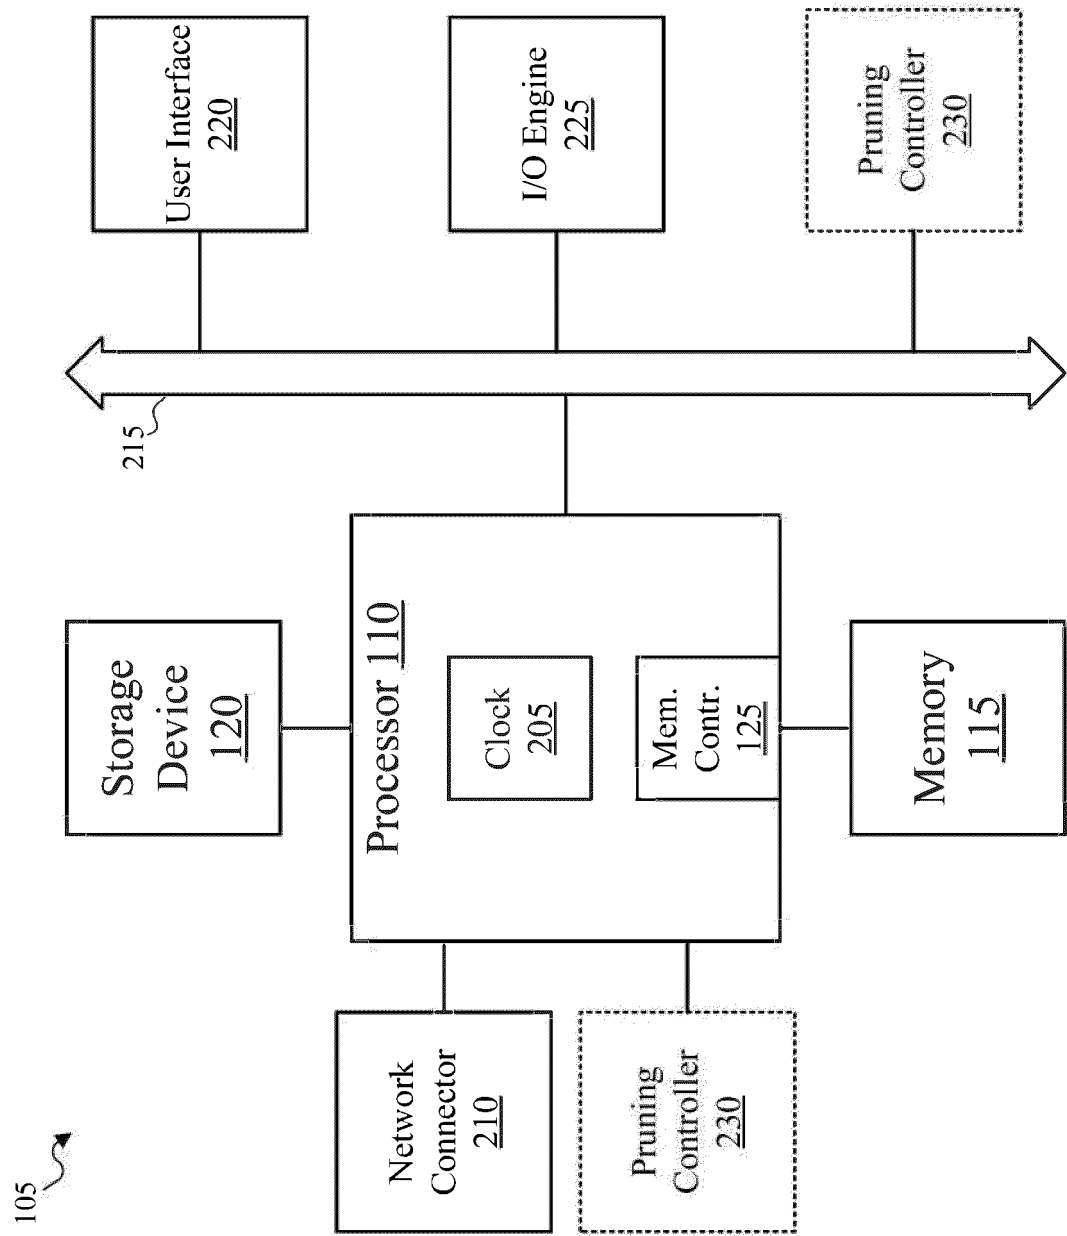 105
Network
Connector
210
Pruning
Controller
230
Storage
Device
120
Processor 110
Clock
205
Mem.
Contr.
125
Memory
115
215
User Interface
220
I/O Engine
225
Pruning
Controller
230